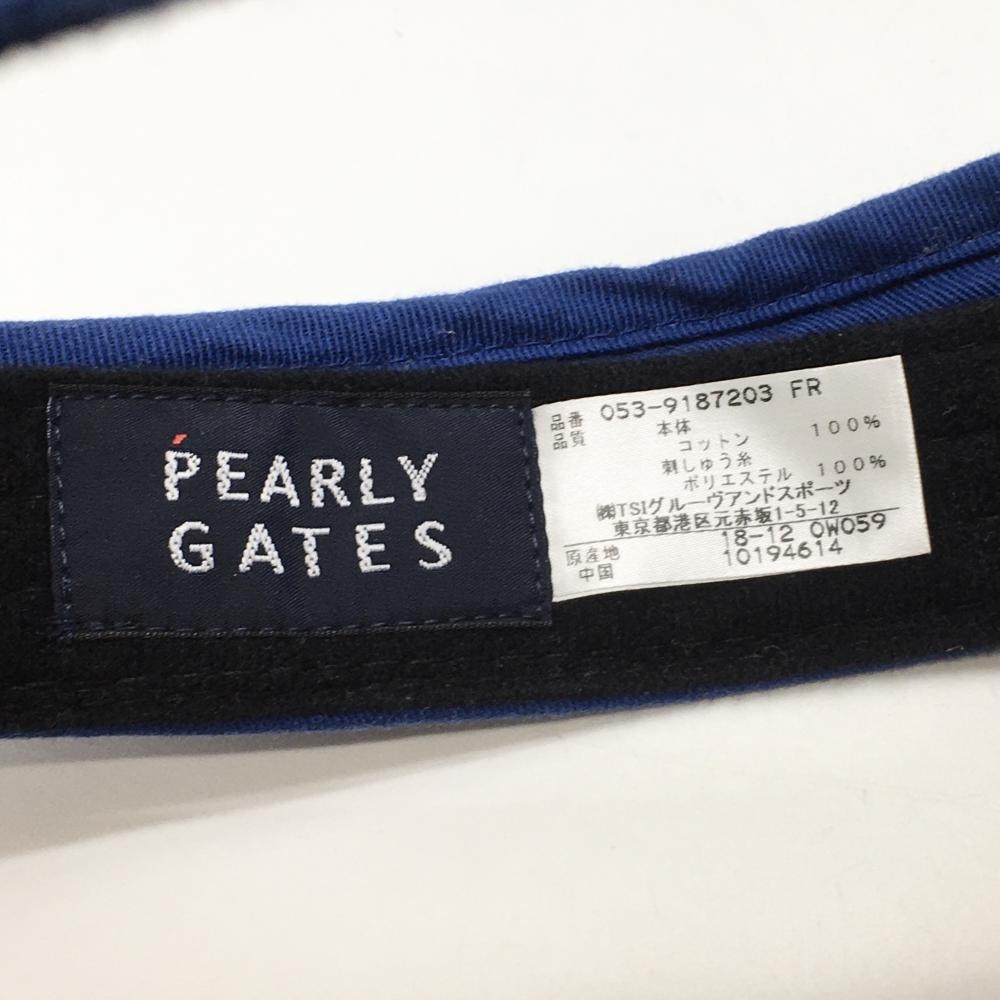 PEARLY
GATES
品番 053-9187203 FR
品質 本体
コットン 100%
刺しゅう糸
ポリエステル 100%
㈱TSIグルーヴアンドスポーツ
東京都港区元赤坂1-5-12
18-12 0W059
原産地 10194614
中国